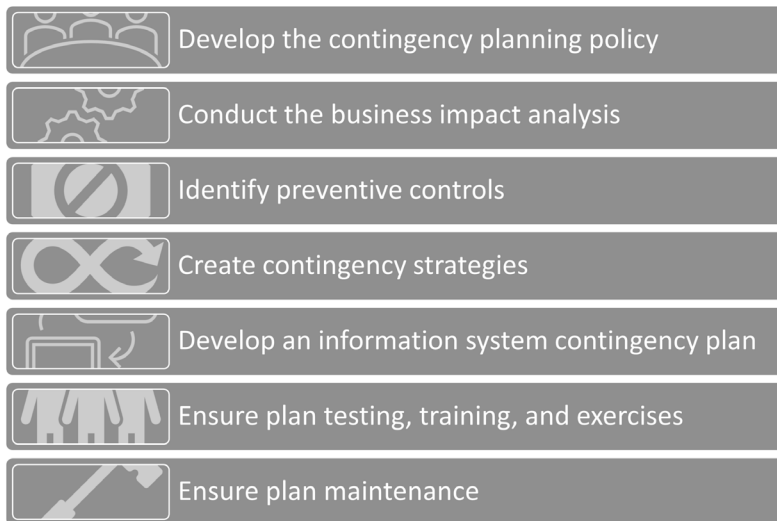 Develop the contingency planning policy
Conduct the business impact analysis
Identify preventive controls
Create contingency strategies
Develop an information system contingency plan
Ensure plan testing, training, and exercises
Ensure plan maintenance